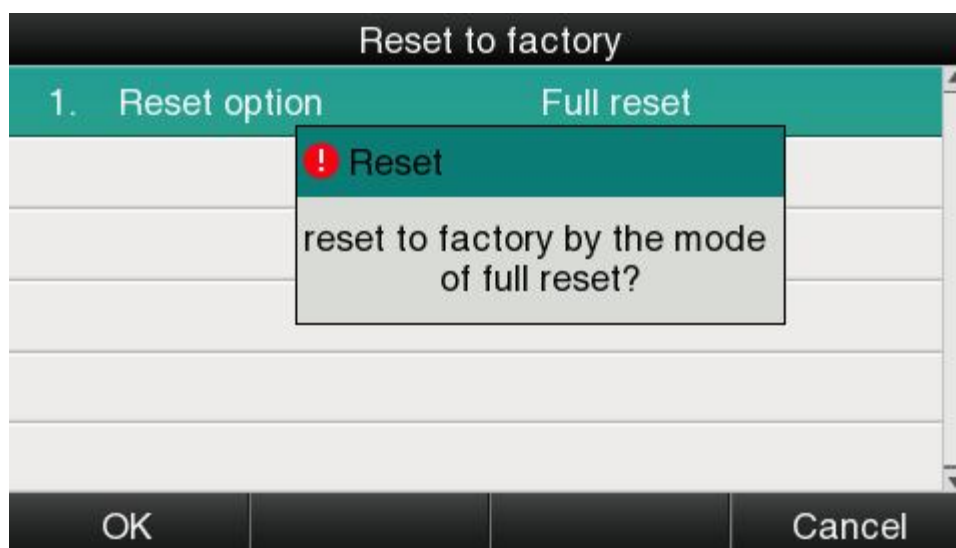 Reset to factory
1. Reset option Full reset
Reset
reset to factory by the mode
of full reset?
OK Cancel